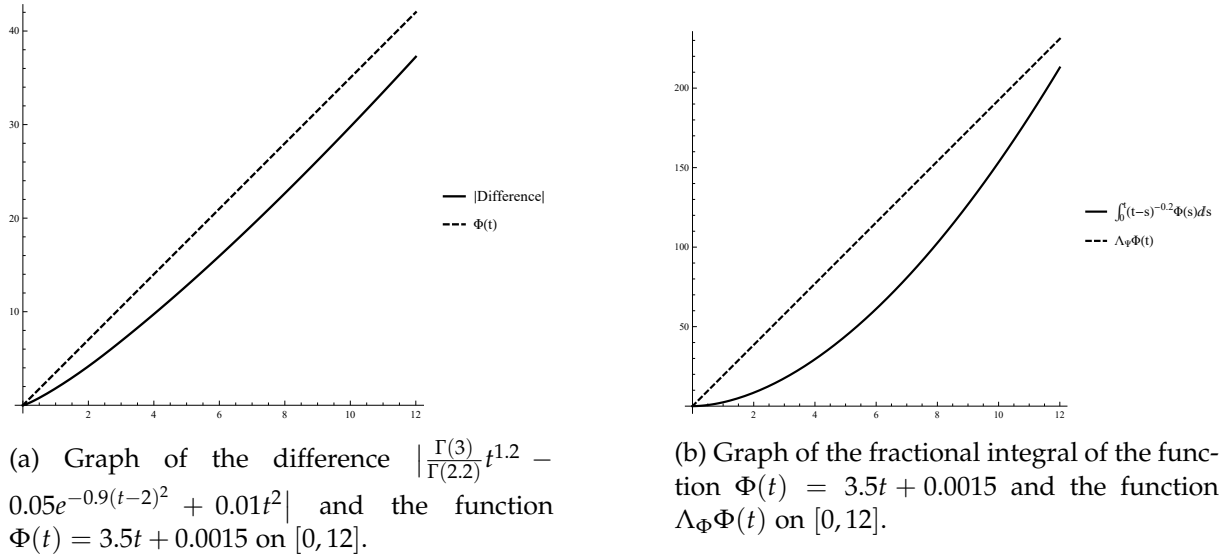 40
30
20
10
2
4
6
8
10
12
|Difference|
Φ(t)
(a) Graph of the difference |Γ(3)/Γ(2.2) t^1.2 −
0.05e^−0.9(t−2)^2 + 0.01t^2| and the function
Φ(t) = 3.5t + 0.0015 on [0, 12].
200
150
100
50
2
4
6
8
10
12
∫_0^t (t−s)^−0.2 Φ(s)ds
Λ_Ψ Φ(t)
(b) Graph of the fractional integral of the func-
tion Φ(t) = 3.5t + 0.0015 and the function
Λ_Φ Φ(t) on [0, 12].